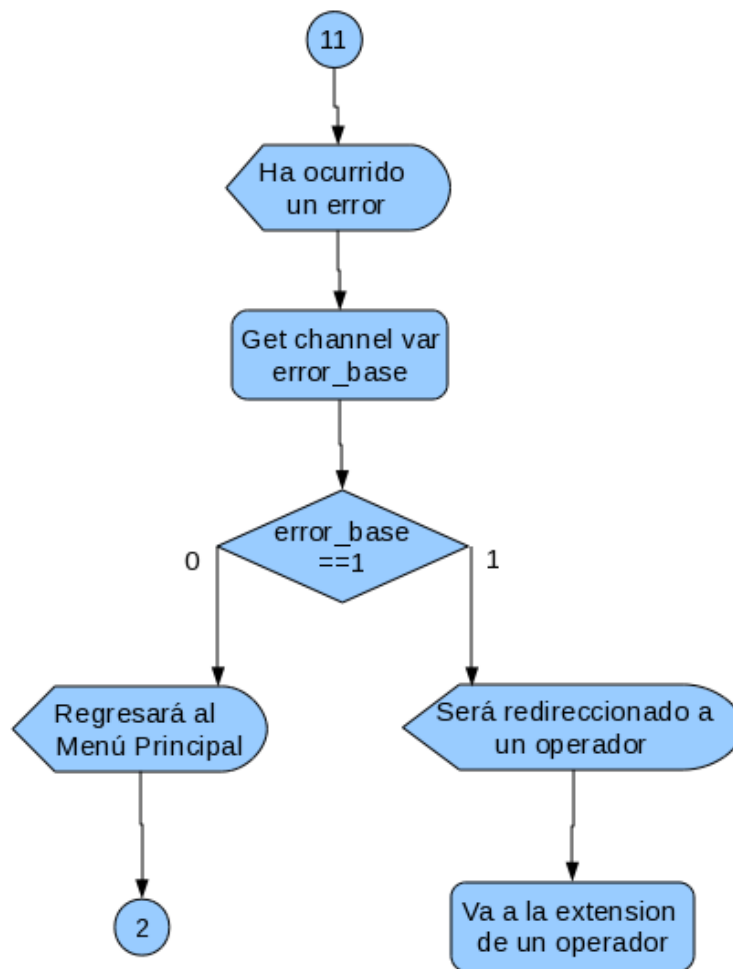 11
Ha ocurrido
un error
Get channel var
error_base
error_base
==1
0
1
Regresará al
Menú Principal
Será redireccionado a
un operador
2
Va a la extension
de un operador